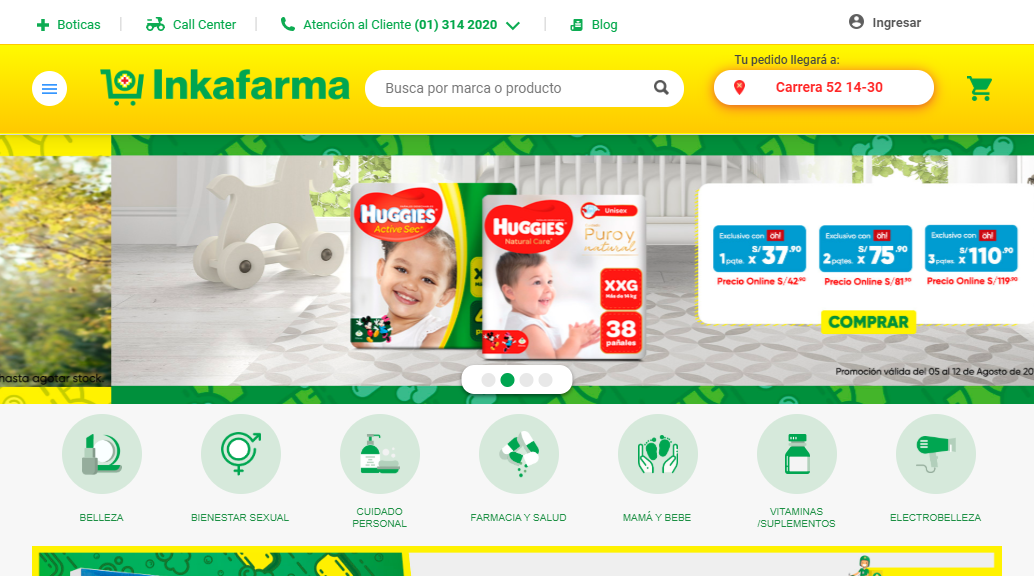 Boticas
Call Center
Atención al Cliente (01) 314 2020
Blog
Ingresar
Inkafarma
Busca por marca o producto
Tu pedido llegará a:
Carrera 52 14-30
HUGGIES
Active Sec
HUGGIES
Natural Care
Unisex
Puro y
natural
XXG
Más de 14 kg
38
pañales
Exclusivo con oh!
1 pqte. x S/37.90
Precio Online S/42.90
Exclusivo con oh!
2 pqtes. x S/75.90
Precio Online S/81.90
Exclusivo con oh!
3 pqtes. x S/110.90
Precio Online S/119.90
COMPRAR
hasta agotar stock.
Promoción válida del 05 al 12 de Agosto de 20
BELLEZA
BIENESTAR SEXUAL
CUIDADO
PERSONAL
FARMACIA Y SALUD
MAMÁ Y BEBE
VITAMINAS
/SUPLEMENTOS
ELECTROBELLEZA